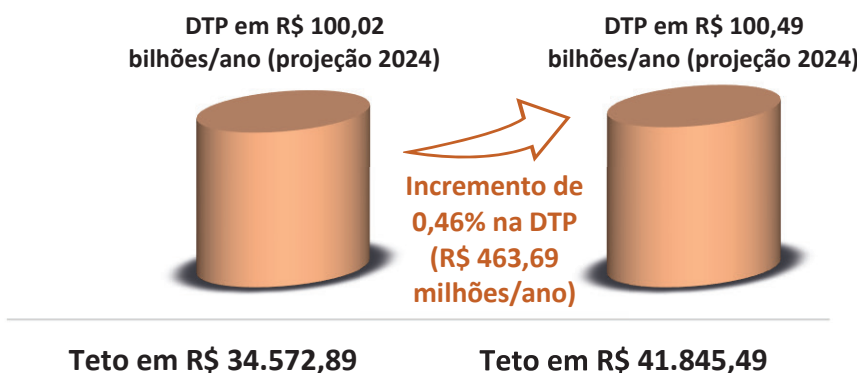 DTP em R$ 100,02
bilhões/ano (projeção 2024)
DTP em R$ 100,49
bilhões/ano (projeção 2024)
Incremento de
0,46% na DTP
(R$ 463,69
milhões/ano)
Teto em R$ 34.572,89
Teto em R$ 41.845,49